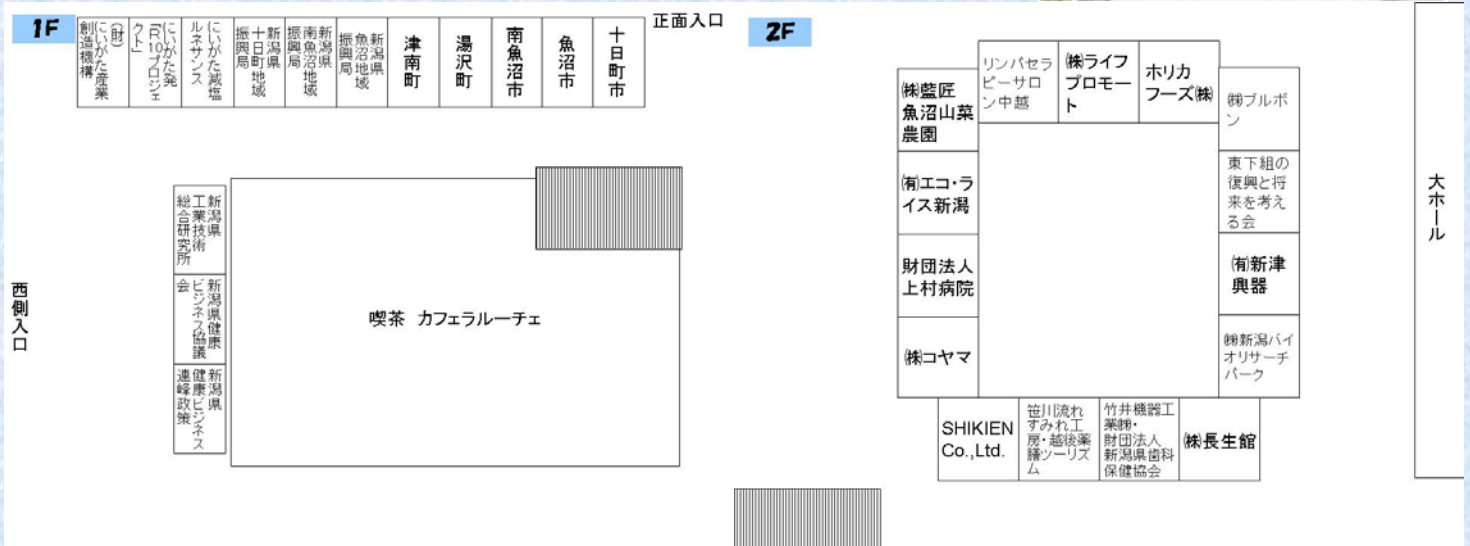 1F
(財)
にいがた産業
創造機構
にいがた発
「R10プロジェ
クト」
にいがた減塩
ルネサンス
新潟県
十日町地域
振興局
新潟県
南魚沼地域
振興局
新潟県
魚沼地域
振興局
津南町
湯沢町
南魚沼市
魚沼市
十日町市
正面入口
新潟県
工業技術
総合研究所
新潟県健康
ビジネス協議
会
新潟県
健康ビジネス
連峰政策
西側入口
喫茶 カフェラルーチェ
2F
㈱藍匠
魚沼山菜
農園
リンパセラ
ピーサロ
ン中越
㈱ライフ
プロモー
ト
ホリカ
フーズ㈱
㈱ブルボ
ン
㈲エコ・ラ
イス新潟
東下組の
復興と将
来を考え
る会
財団法人
上村病院
㈲新津
興器
㈱コヤマ
㈱新潟バイ
オリサーチ
パーク
SHIKIEN
Co.,Ltd.
笹川流れ
すみれ工
房・越後薬
膳ツーリズ
ム
竹井機器工
業㈱・
財団法人
新潟県歯科
保健協会
㈱長生館
大ホール